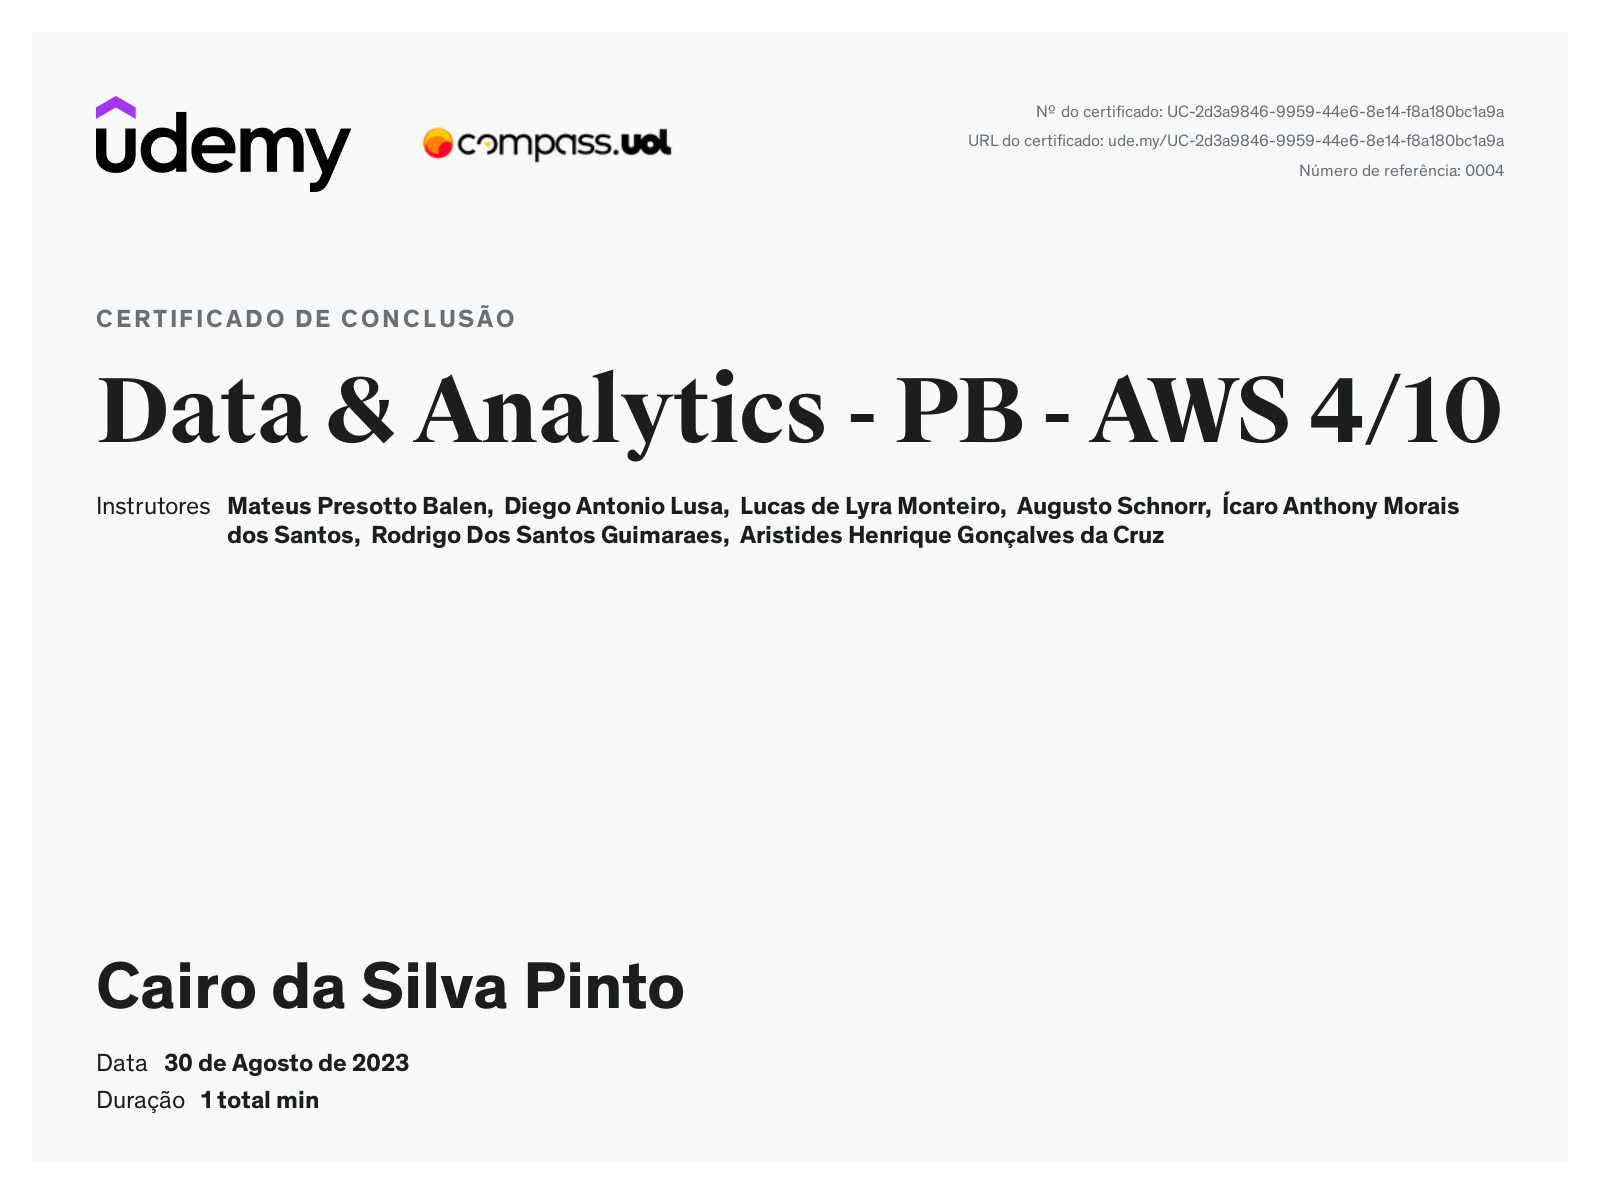 udemy
compass.uol
Nº do certificado: UC-2d3a9846-9959-44e6-8e14-f8a180bc1a9a
URL do certificado: ude.my/UC-2d3a9846-9959-44e6-8e14-f8a180bc1a9a
Número de referência: 0004
CERTIFICADO DE CONCLUSÃO
Data & Analytics - PB - AWS 4/10
Instrutores Mateus Presotto Balen, Diego Antonio Lusa, Lucas de Lyra Monteiro, Augusto Schnorr, Ícaro Anthony Morais
dos Santos, Rodrigo Dos Santos Guimaraes, Aristides Henrique Gonçalves da Cruz
Cairo da Silva Pinto
Data 30 de Agosto de 2023
Duração 1 total min